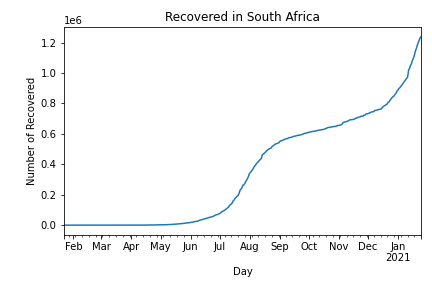 Recovered in South Africa
1e6
1.2
1.0
0.8
0.6
0.4
0.2
0.0
Number of Recovered
Feb Mar Apr May Jun Jul Aug Sep Oct Nov Dec Jan
2021
Day